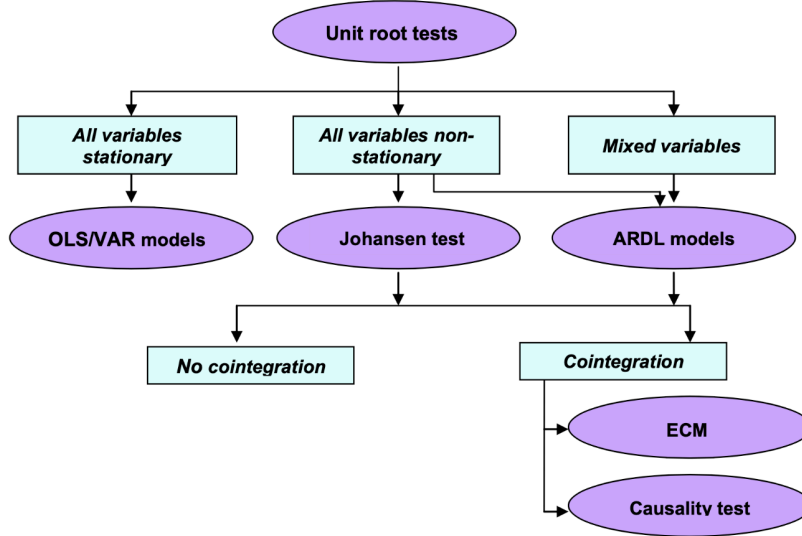 Unit root tests
All variables
stationary
All variables non-
stationary
Mixed variables
OLS/VAR models
Johansen test
ARDL models
No cointegration
Cointegration
ECM
Causality test